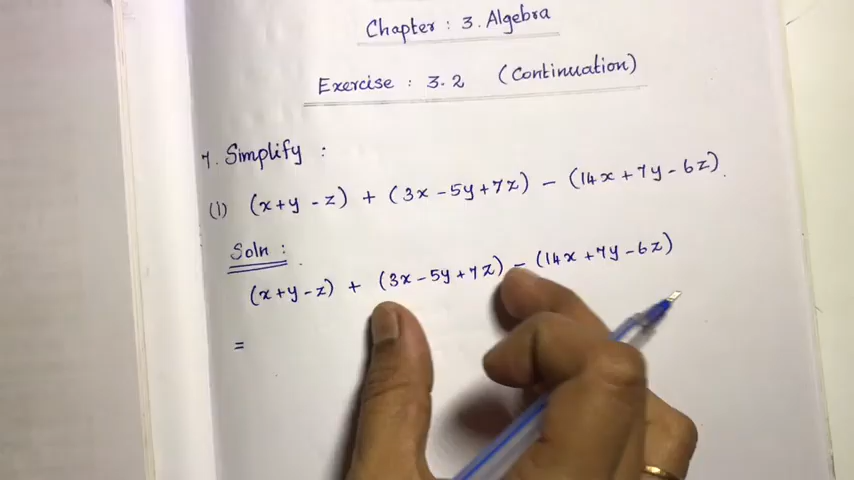 Chapter : 3. Algebra
Exercise : 3.2 (Continuation)
7. Simplify :
(1) (x+y-z) + (3x-5y+7z) - (14x+7y-6z).
Soln :
(x+y-z) + (3x-5y+7z) - (14x+7y-6z)
=